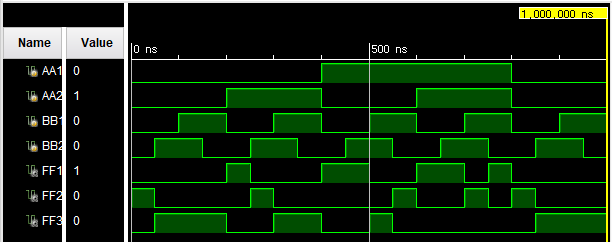 1,000,000 ns
Name Value
0 ns 500 ns
AA1 0
AA2 1
BB1 0
BB2 0
FF1 1
FF2 0
FF3 0